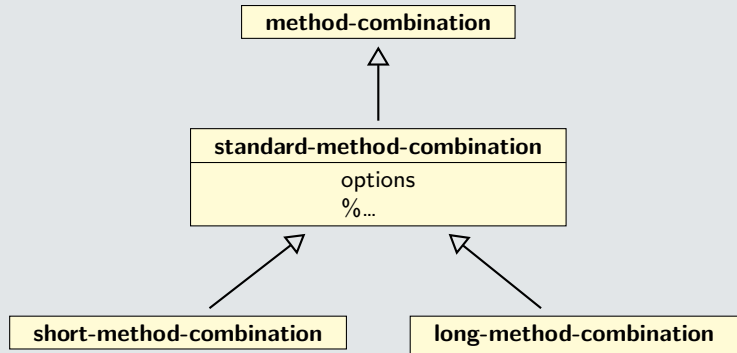 method-combination
standard-method-combination
options
%...
short-method-combination
long-method-combination